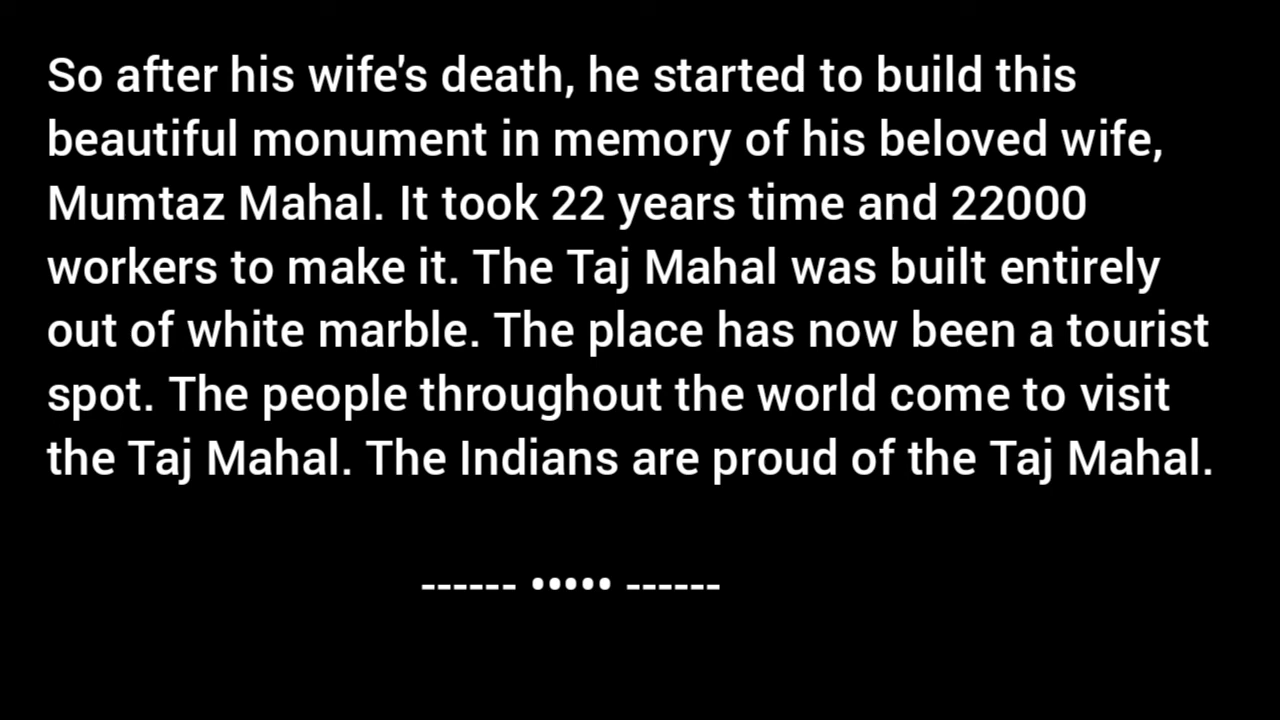 So after his wife's death, he started to build this
beautiful monument in memory of his beloved wife,
Mumtaz Mahal. It took 22 years time and 22000
workers to make it. The Taj Mahal was built entirely
out of white marble. The place has now been a tourist
spot. The people throughout the world come to visit
the Taj Mahal. The Indians are proud of the Taj Mahal.
------ ••••• ------